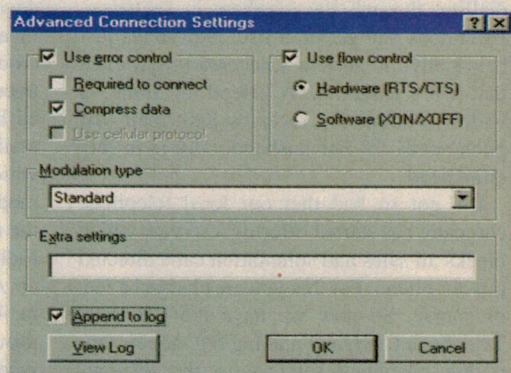 Advanced Connection Settings
Use error control
Required to connect
Compress data
Use cellular protocol
Use flow control
Hardware (RTS/CTS)
Software (XON/XOFF)
Modulation type
Standard
Extra settings
Append to log
View Log
OK
Cancel